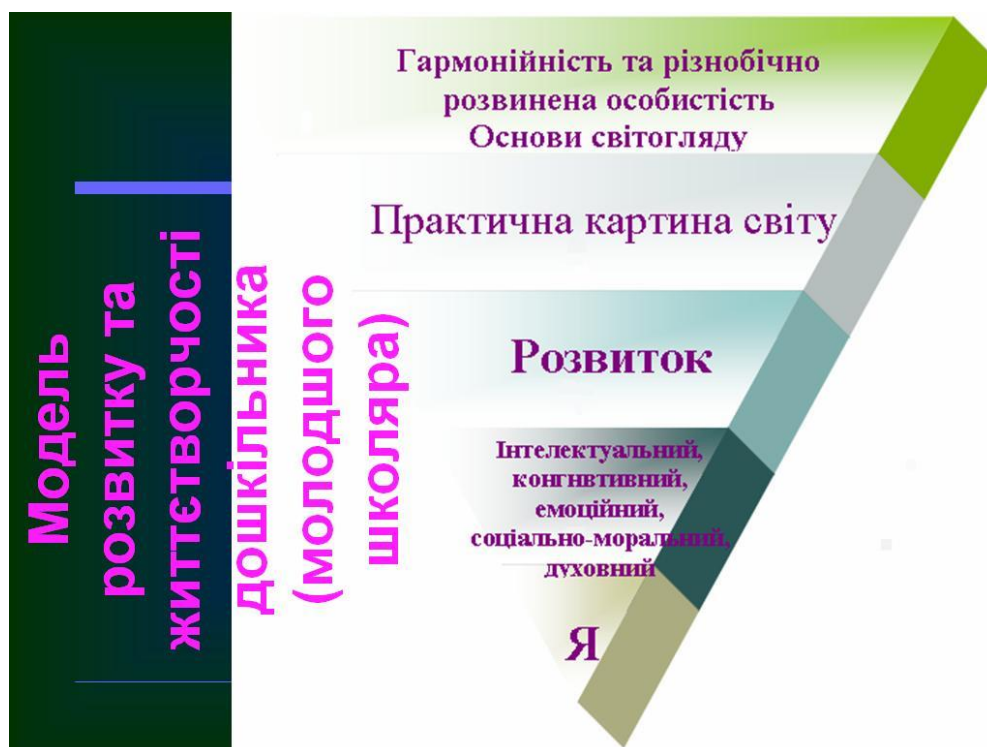 Модель
розвитку та
життєтворчості
дошкільника
(молодшого
школяра)
Гармонійність та різнобічно
розвинена особистість
Основи світогляду
Практична картина світу
Розвиток
Інтелектуальний,
конгнвтивний,
емоційний,
соціально-моральний,
духовний
Я